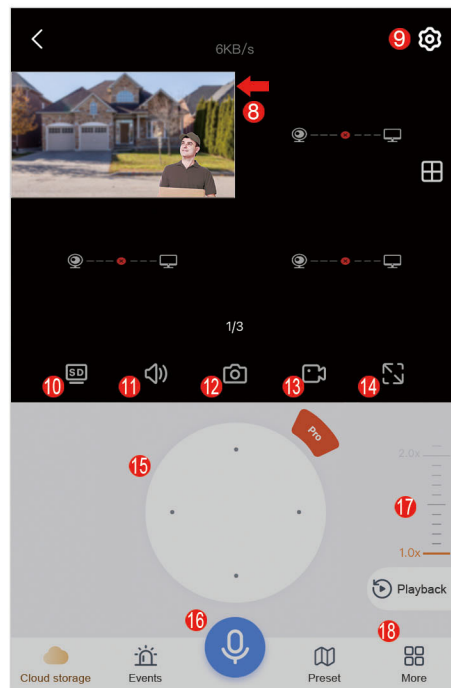 6KB/s
9
8
1/3
10
SD
11
12
13
14
Pro
15
2.0x
17
1.0x
Playback
16
18
Cloud storage
Events
Preset
More